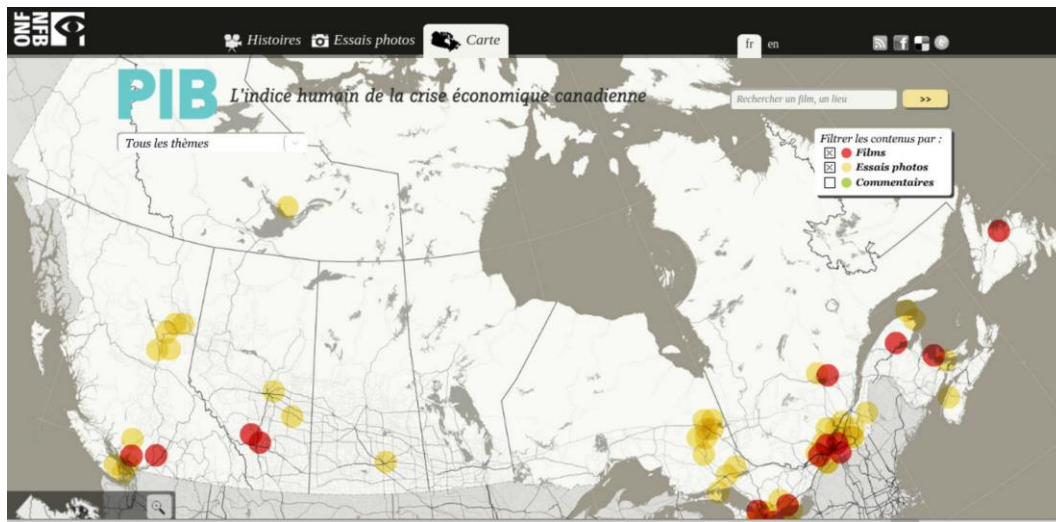 ONF
NFB
Histoires
Essais photos
Carte
fr
en
PIB
L'indice humain de la crise économique canadienne
Rechercher un film, un lieu
>>
Tous les thèmes
Filtrer les contenus par :
Films
Essais photos
Commentaires